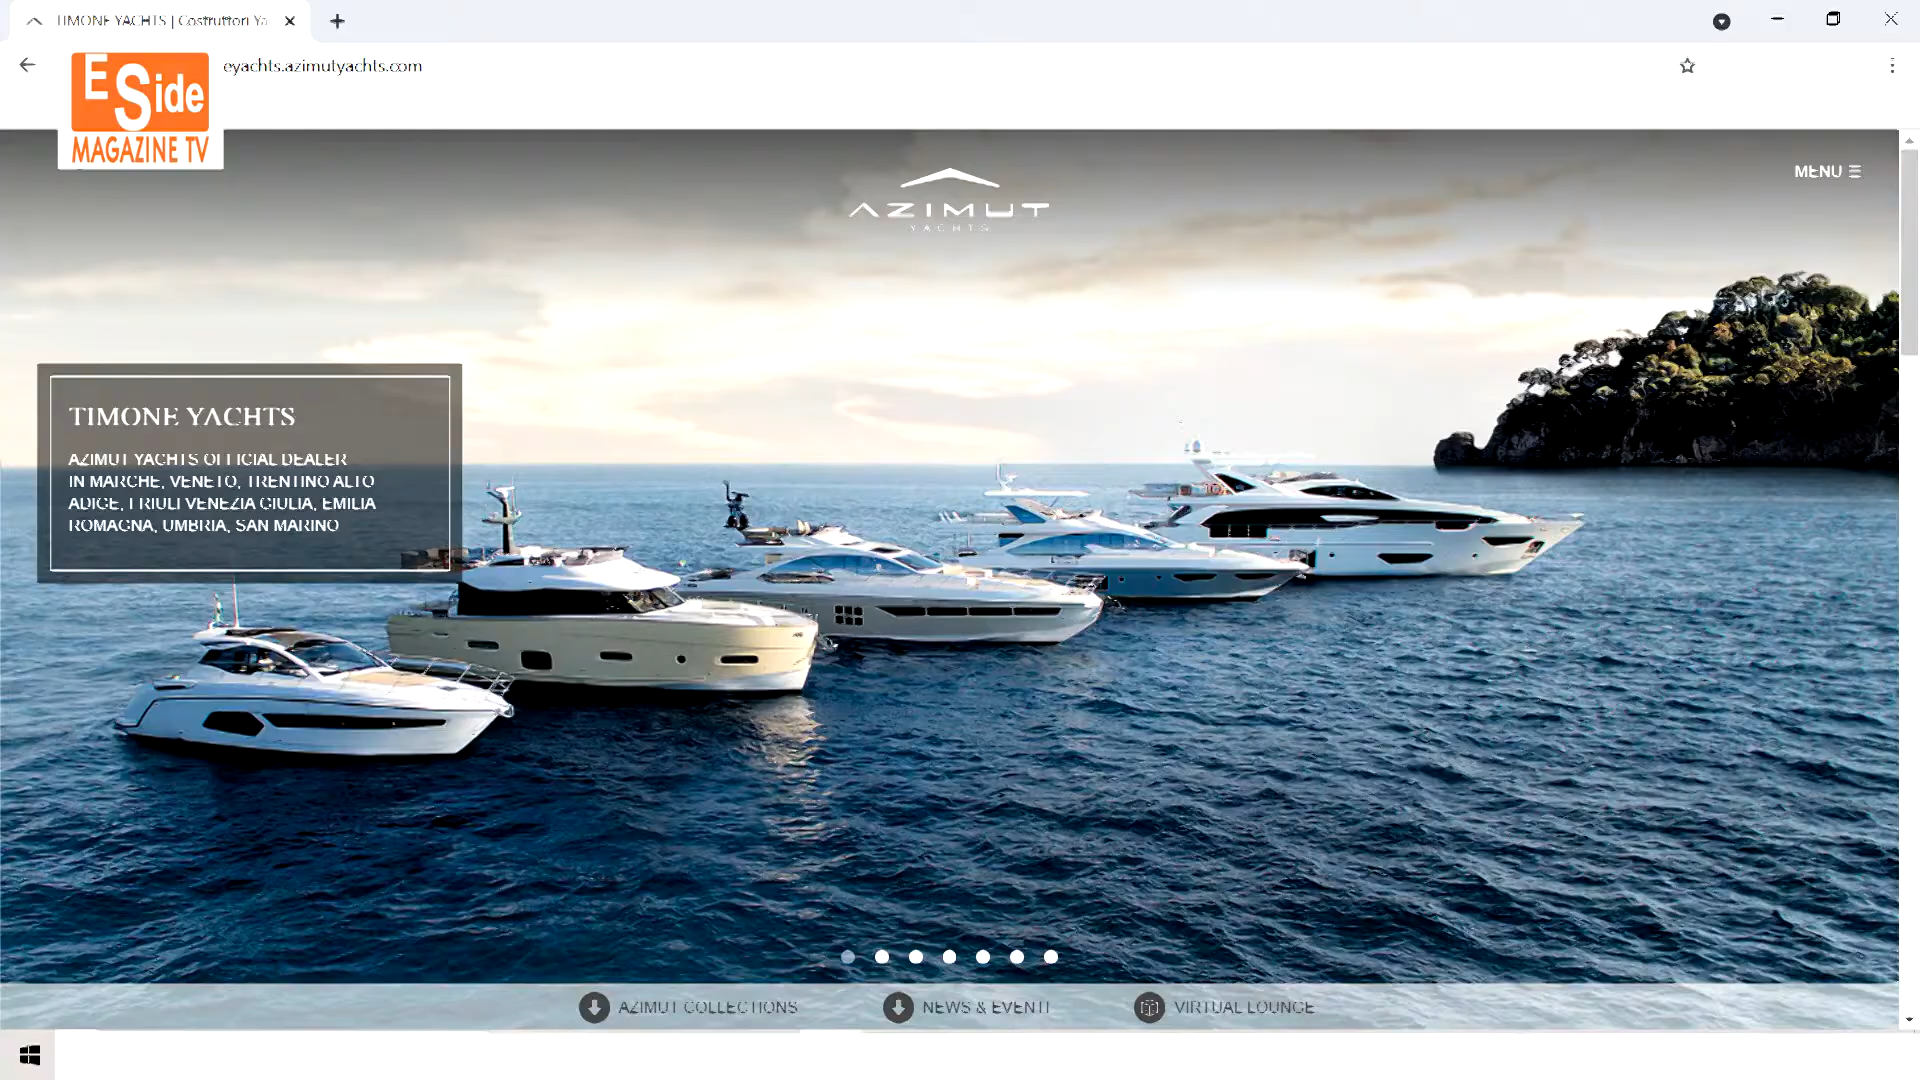 TIMONE YACHTS | Costruttori Ya
eyachts.azimutyachts.com
E Side
MAGAZINE TV
MENU
AZIMUT
YACHTS
TIMONE YACHTS
AZIMUT YACHTS OFFICIAL DEALER
IN MARCHE, VENETO, TRENTINO ALTO
ADIGE, FRIULI VENEZIA GIULIA, EMILIA
ROMAGNA, UMBRIA, SAN MARINO
AZIMUT COLLECTIONS
NEWS & EVENTI
VIRTUAL LOUNGE